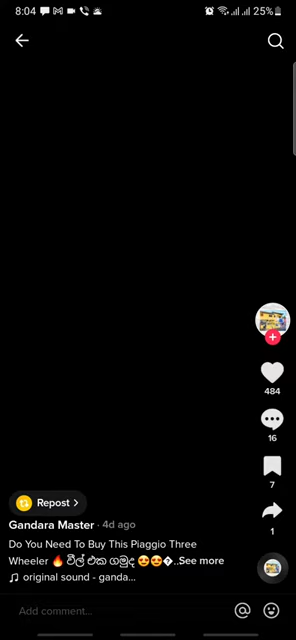 8:04
25%
484
16
7
Repost
1
Gandara Master · 4d ago
Do You Need To Buy This Piaggio Three
Wheeler 🔥 වීල් එක ගමුද 😍😍�..See more
♫ original sound - ganda...
Add comment...